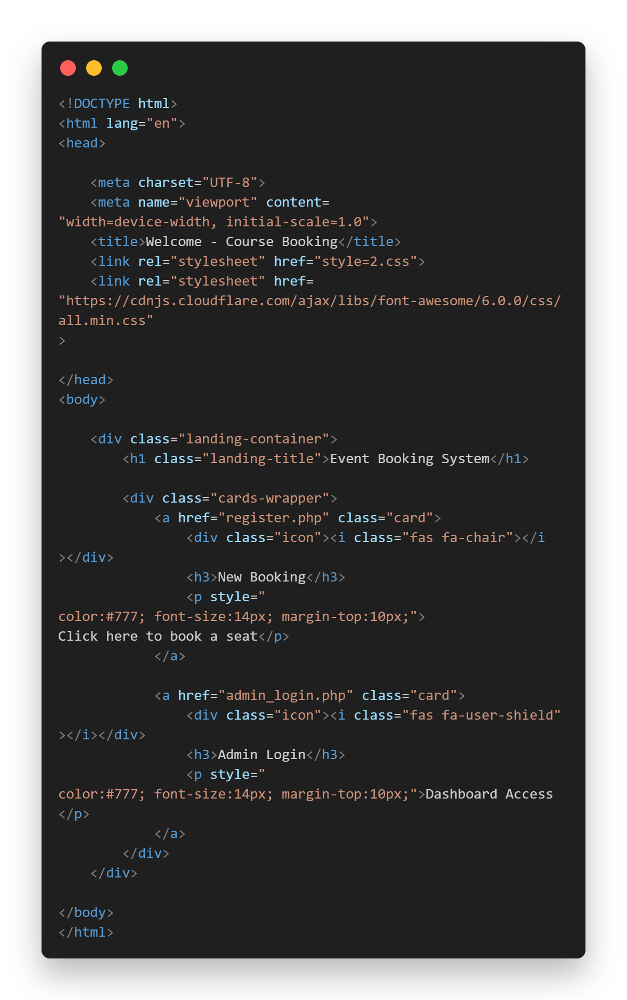 <!DOCTYPE html>
<html lang="en">
<head>

    <meta charset="UTF-8">
    <meta name="viewport" content=
"width=device-width, initial-scale=1.0">
    <title>Welcome - Course Booking</title>
    <link rel="stylesheet" href="style=2.css">
    <link rel="stylesheet" href=
"https://cdnjs.cloudflare.com/ajax/libs/font-awesome/6.0.0/css/
all.min.css"
>

</head>
<body>

    <div class="landing-container">
        <h1 class="landing-title">Event Booking System</h1>

        <div class="cards-wrapper">
            <a href="register.php" class="card">
                <div class="icon"><i class="fas fa-chair"></i
></div>
                <h3>New Booking</h3>
                <p style="
color:#777; font-size:14px; margin-top:10px;">
Click here to book a seat</p>
            </a>

            <a href="admin_login.php" class="card">
                <div class="icon"><i class="fas fa-user-shield"
></i></div>
                <h3>Admin Login</h3>
                <p style="
color:#777; font-size:14px; margin-top:10px;">Dashboard Access
</p>
            </a>
        </div>
    </div>

</body>
</html>